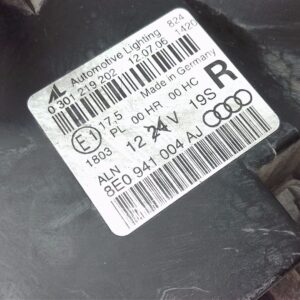 AL Automotive Lighting 824
0 301 219 202 12.07.06 1420
Made in Germany R
E1 17,5 PL 00 HR 00 HC
1803 12 24 V 19S
ALN
8E0 941 004 AJ